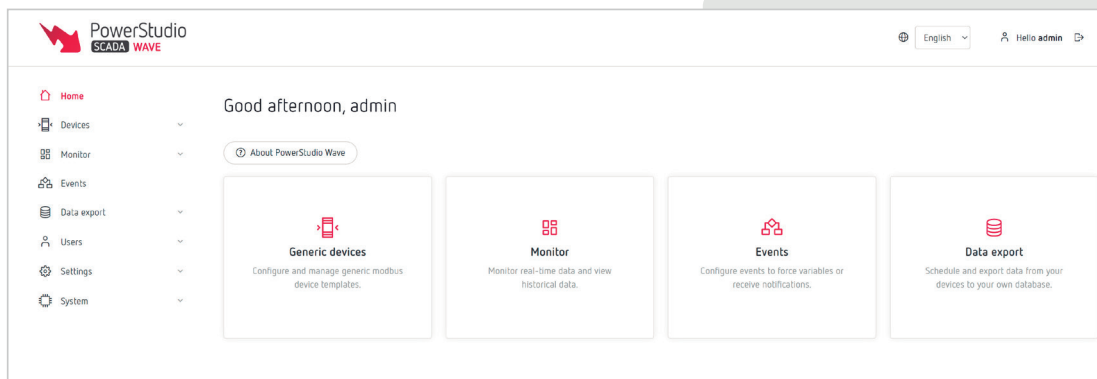 PowerStudio
SCADA WAVE
English
Hello admin
Home
Devices
Monitor
Events
Data export
Users
Settings
System
Good afternoon, admin
About PowerStudio Wave
Generic devices
Configure and manage generic modbus
device templates.
Monitor
Monitor real-time data and view
historical data.
Events
Configure events to force variables or
receive notifications.
Data export
Schedule and export data from your
devices to your own database.